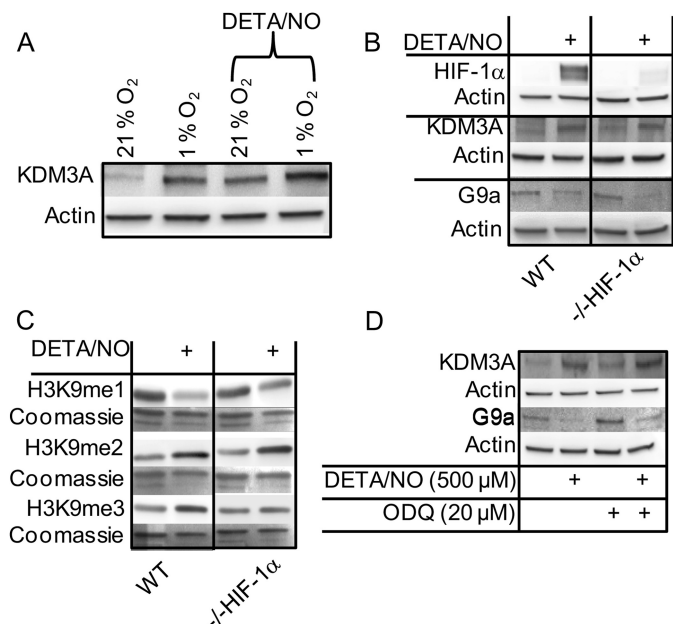 A
DETA/NO
21 % O2
1 % O2
21 % O2
1 % O2
KDM3A
Actin
B
DETA/NO +  +
HIF-1α
Actin
KDM3A
Actin
G9a
Actin
WT
-/-HIF-1α
C
DETA/NO +  +
H3K9me1
Coomassie
H3K9me2
Coomassie
H3K9me3
Coomassie
WT
-/-HIF-1α
D
KDM3A
Actin
G9a
Actin
DETA/NO (500 µM) +  +
ODQ (20 µM) + +